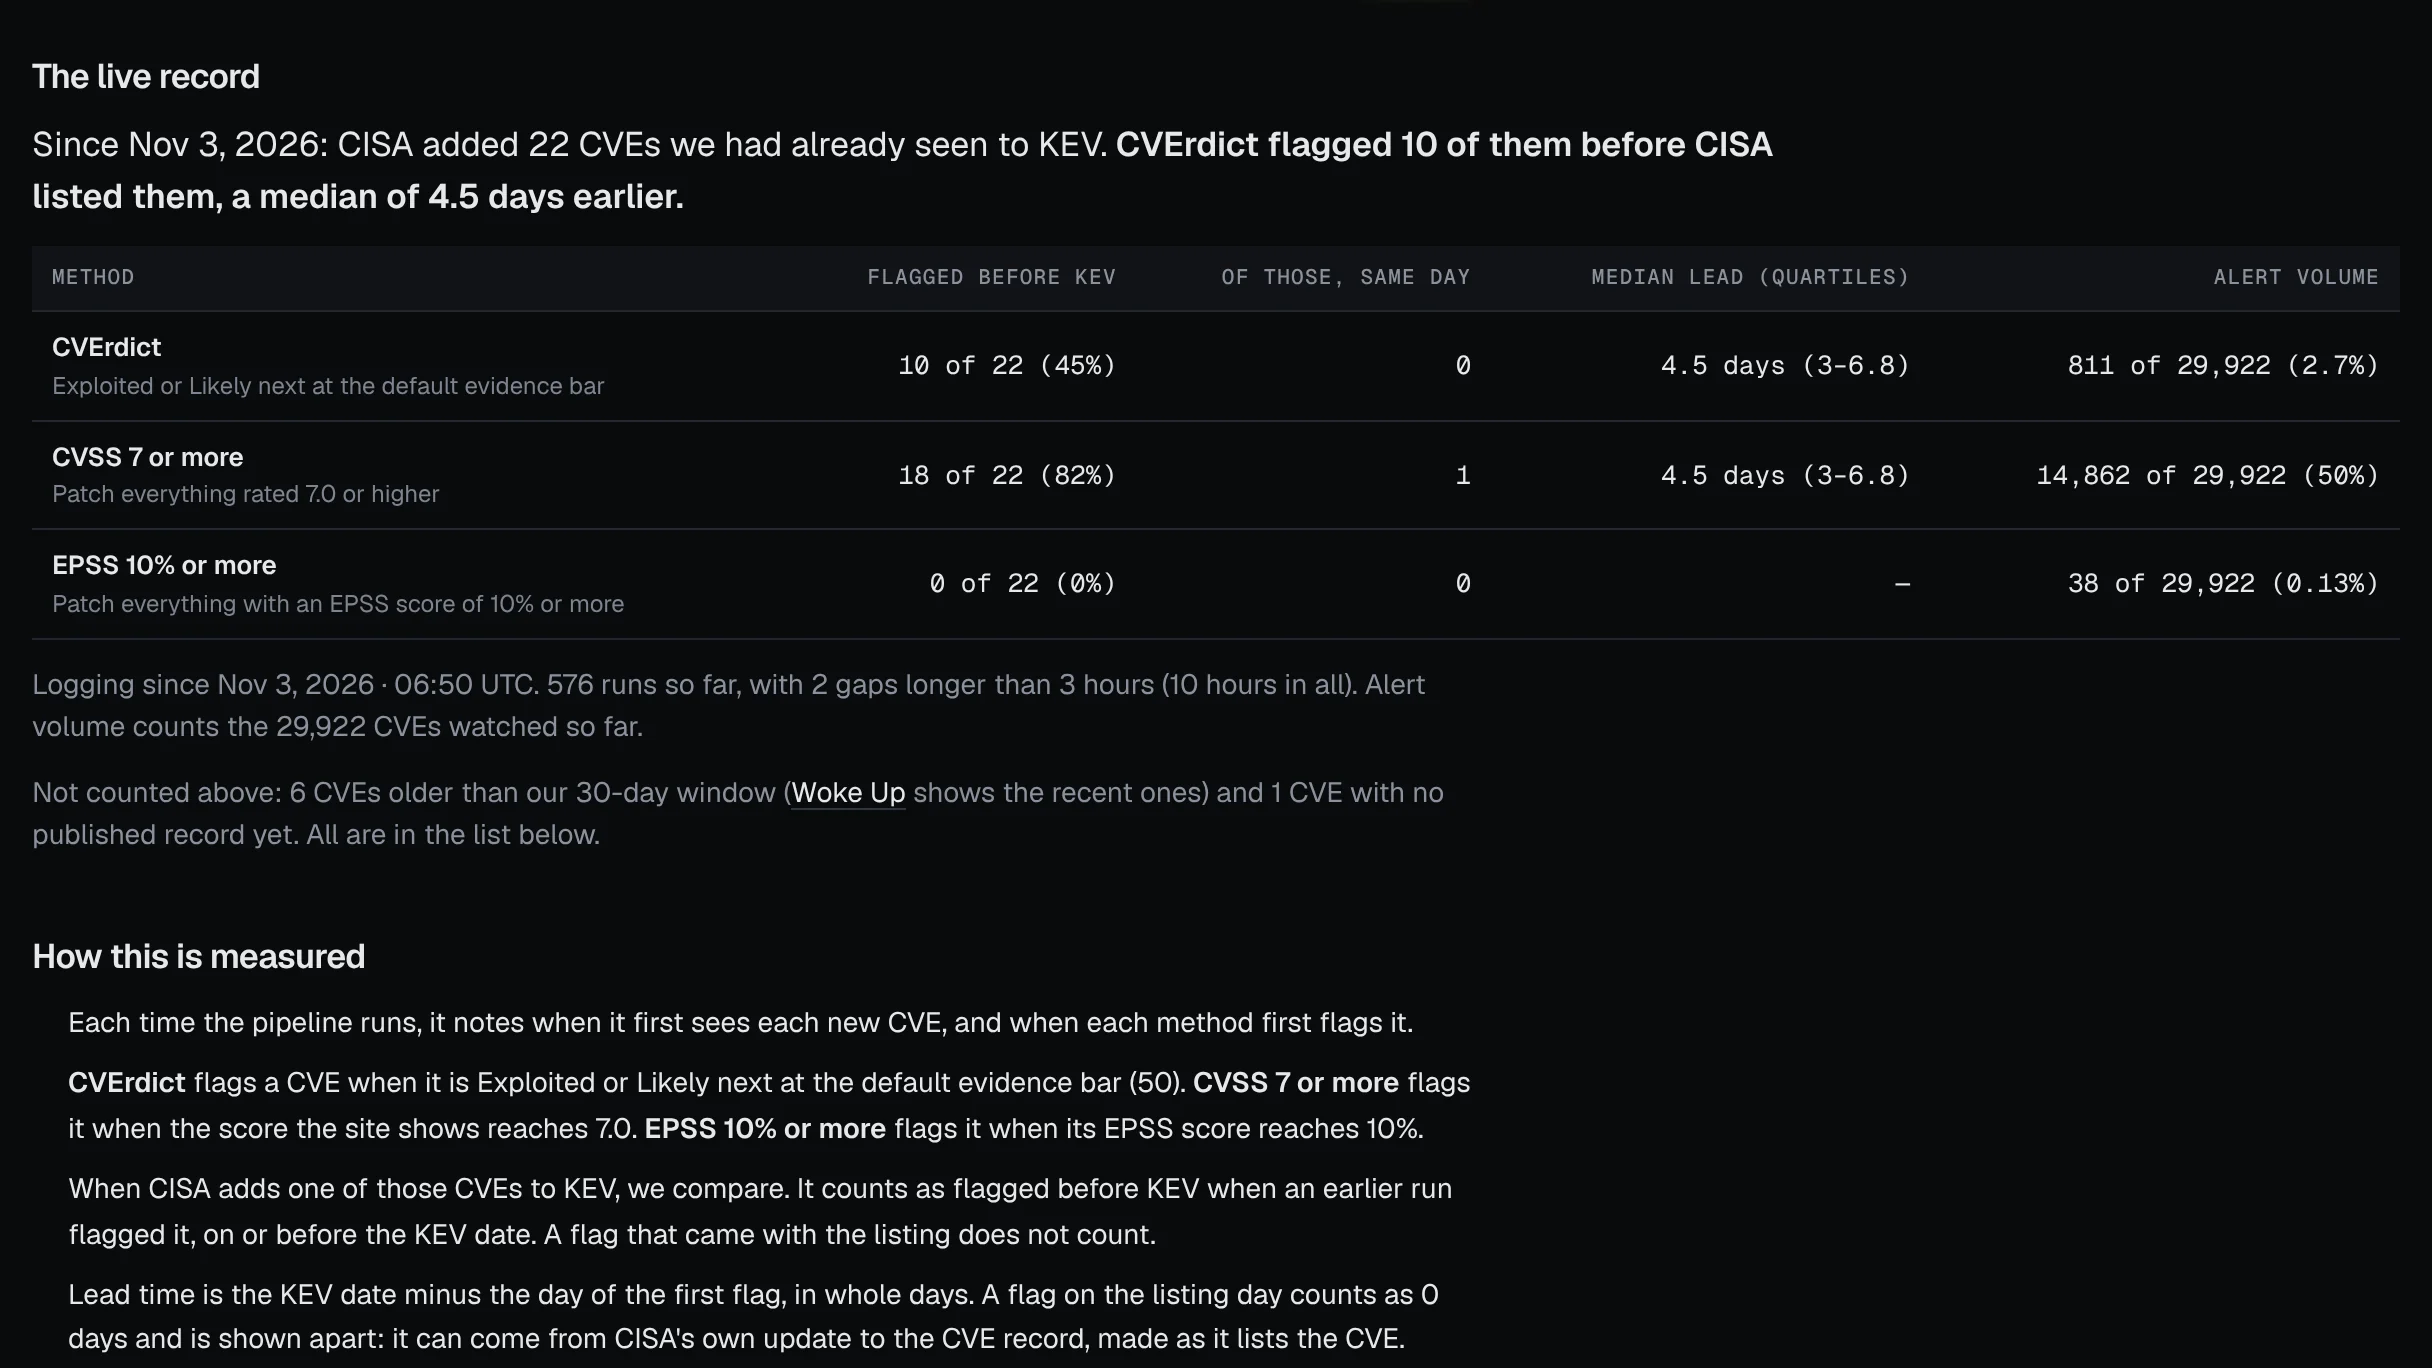 The live record
Since Nov 3, 2026: CISA added 22 CVEs we had already seen to KEV. CVErdict flagged 10 of them before CISA
listed them, a median of 4.5 days earlier.
METHOD FLAGGED BEFORE KEV OF THOSE, SAME DAY MEDIAN LEAD (QUARTILES) ALERT VOLUME
CVErdict
Exploited or Likely next at the default evidence bar
10 of 22 (45%) 0 4.5 days (3–6.8) 811 of 29,922 (2.7%)
CVSS 7 or more
Patch everything rated 7.0 or higher
18 of 22 (82%) 1 4.5 days (3–6.8) 14,862 of 29,922 (50%)
EPSS 10% or more
Patch everything with an EPSS score of 10% or more
0 of 22 (0%) 0 – 38 of 29,922 (0.13%)
Logging since Nov 3, 2026 · 06:50 UTC. 576 runs so far, with 2 gaps longer than 3 hours (10 hours in all). Alert
volume counts the 29,922 CVEs watched so far.
Not counted above: 6 CVEs older than our 30-day window (Woke Up shows the recent ones) and 1 CVE with no
published record yet. All are in the list below.
How this is measured
Each time the pipeline runs, it notes when it first sees each new CVE, and when each method first flags it.
CVErdict flags a CVE when it is Exploited or Likely next at the default evidence bar (50). CVSS 7 or more flags
it when the score the site shows reaches 7.0. EPSS 10% or more flags it when its EPSS score reaches 10%.
When CISA adds one of those CVEs to KEV, we compare. It counts as flagged before KEV when an earlier run
flagged it, on or before the KEV date. A flag that came with the listing does not count.
Lead time is the KEV date minus the day of the first flag, in whole days. A flag on the listing day counts as 0
days and is shown apart: it can come from CISA's own update to the CVE record, made as it lists the CVE.